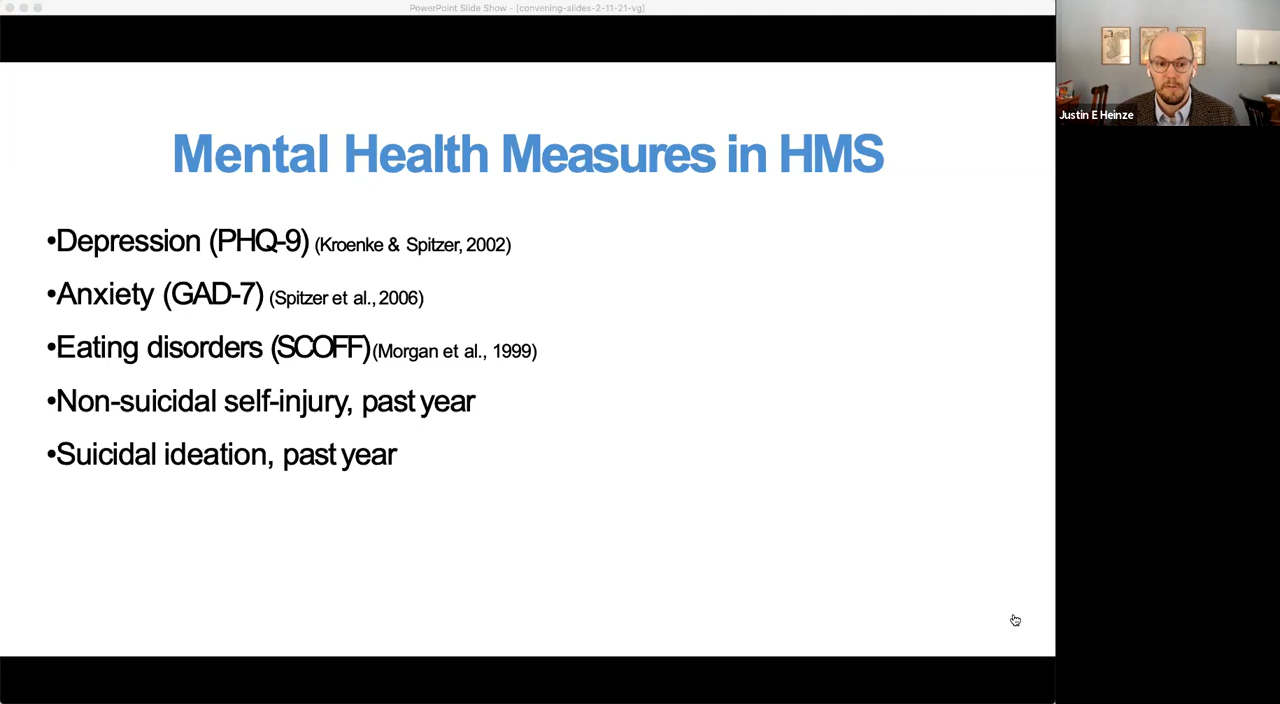 PowerPoint Slide Show - [convening-slides-2-11-21-vg]
Justin E Heinze
Mental Health Measures in HMS
•Depression (PHQ-9) (Kroenke & Spitzer, 2002)
•Anxiety (GAD-7) (Spitzer et al., 2006)
•Eating disorders (SCOFF) (Morgan et al., 1999)
•Non-suicidal self-injury, past year
•Suicidal ideation, past year